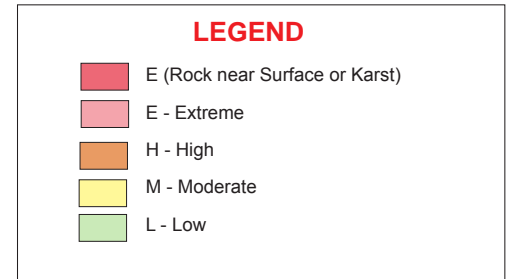 LEGEND
E (Rock near Surface or Karst)
E - Extreme
H - High
M - Moderate
L - Low